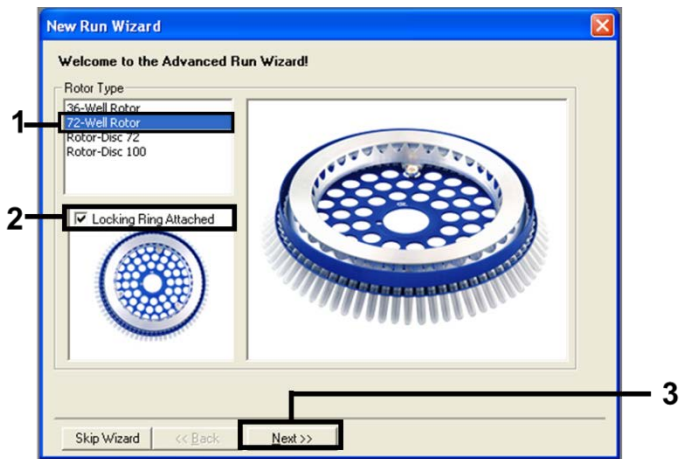 New Run Wizard
Welcome to the Advanced Run Wizard!
Rotor Type
36-Well Rotor
1
72-Well Rotor
Rotor-Disc 72
Rotor-Disc 100
2
Locking Ring Attached
3
Skip Wizard
<< Back
Next >>